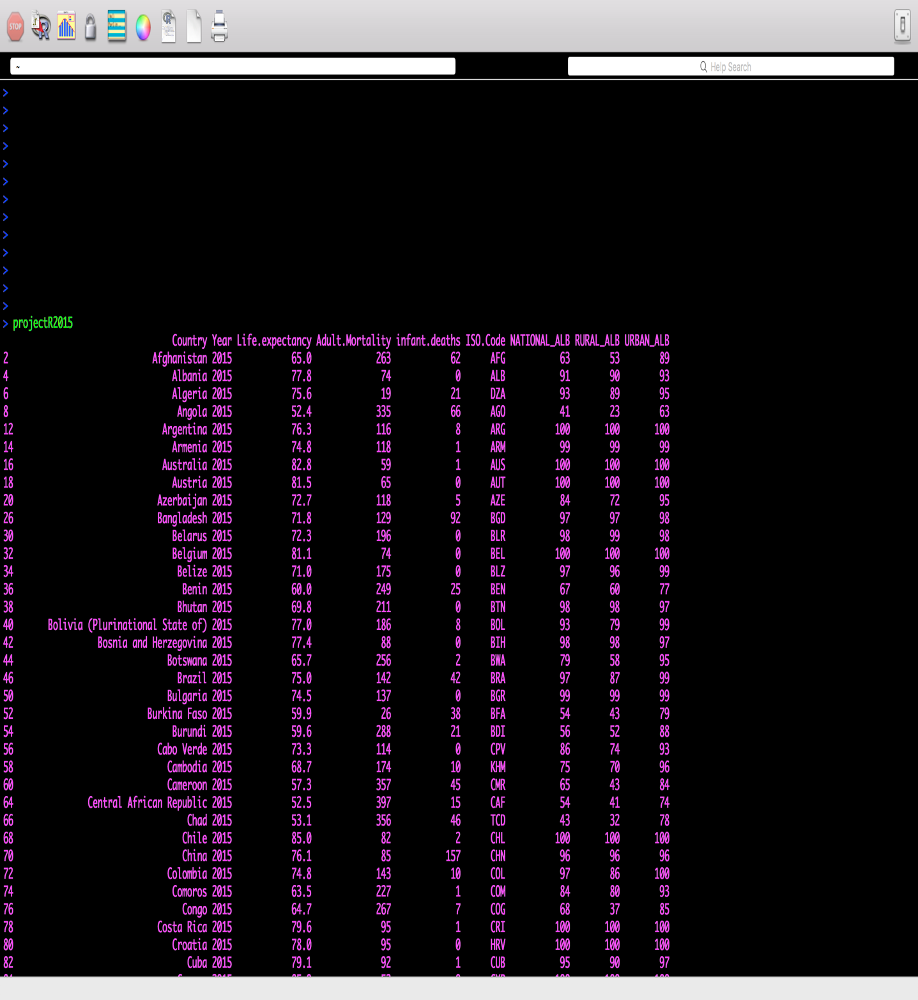 STOP
~
Help Search
>
>
>
>
>
>
>
>
>
>
>
>
>
> projectR2015
Country Year Life.expectancy Adult.Mortality infant.deaths ISO.Code NATIONAL_ALB RURAL_ALB URBAN_ALB
2 Afghanistan 2015 65.0 263 62 AFG 63 53 89
4 Albania 2015 77.8 74 0 ALB 91 90 93
6 Algeria 2015 75.6 19 21 DZA 93 89 95
8 Angola 2015 52.4 335 66 AGO 41 23 63
12 Argentina 2015 76.3 116 8 ARG 100 100 100
14 Armenia 2015 74.8 118 1 ARM 99 99 99
16 Australia 2015 82.8 59 1 AUS 100 100 100
18 Austria 2015 81.5 65 0 AUT 100 100 100
20 Azerbaijan 2015 72.7 118 5 AZE 84 72 95
26 Bangladesh 2015 71.8 129 92 BGD 97 97 98
30 Belarus 2015 72.3 196 0 BLR 98 99 98
32 Belgium 2015 81.1 74 0 BEL 100 100 100
34 Belize 2015 71.0 175 0 BLZ 97 96 99
36 Benin 2015 60.0 249 25 BEN 67 60 77
38 Bhutan 2015 69.8 211 0 BTN 98 98 97
40 Bolivia (Plurinational State of) 2015 77.0 186 8 BOL 93 79 99
42 Bosnia and Herzegovina 2015 77.4 88 0 BIH 98 98 97
44 Botswana 2015 65.7 256 2 BWA 79 58 95
46 Brazil 2015 75.0 142 42 BRA 97 87 99
50 Bulgaria 2015 74.5 137 0 BGR 99 99 99
52 Burkina Faso 2015 59.9 26 38 BFA 54 43 79
54 Burundi 2015 59.6 288 21 BDI 56 52 88
56 Cabo Verde 2015 73.3 114 0 CPV 86 74 93
58 Cambodia 2015 68.7 174 10 KHM 75 70 96
60 Cameroon 2015 57.3 357 45 CMR 65 43 84
64 Central African Republic 2015 52.5 397 15 CAF 54 41 74
66 Chad 2015 53.1 356 46 TCD 43 32 78
68 Chile 2015 85.0 82 2 CHL 100 100 100
70 China 2015 76.1 85 157 CHN 96 96 96
72 Colombia 2015 74.8 143 10 COL 97 86 100
74 Comoros 2015 63.5 227 1 COM 84 80 93
76 Congo 2015 64.7 267 7 COG 68 37 85
78 Costa Rica 2015 79.6 95 1 CRI 100 100 100
80 Croatia 2015 78.0 95 0 HRV 100 100 100
82 Cuba 2015 79.1 92 1 CUB 95 90 97